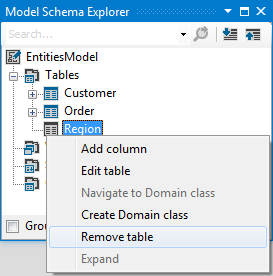 Model Schema Explorer
Search...
EntitiesModel
Tables
Customer
Order
Region
Add column
Edit table
Navigate to Domain class
Create Domain class
Remove table
Expand